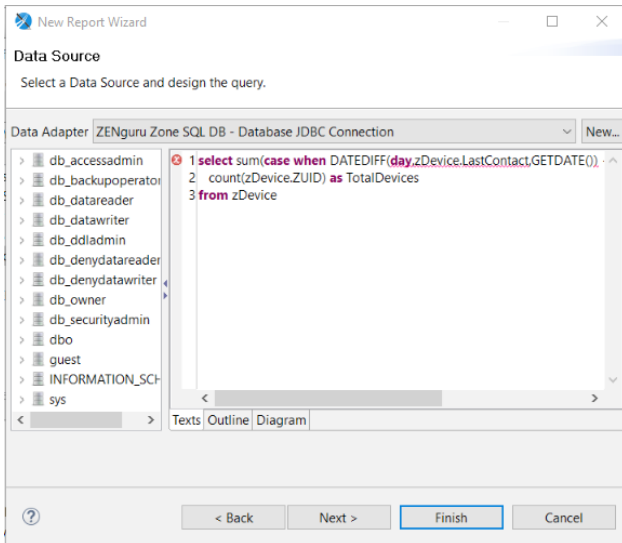 New Report Wizard
Data Source
Select a Data Source and design the query.
Data Adapter ZENguru Zone SQL DB - Database JDBC Connection New...
db_accessadmin
db_backupoperator
db_datareader
db_datawriter
db_ddladmin
db_denydatareader
db_denydatawriter
db_owner
db_securityadmin
dbo
guest
INFORMATION_SCH
sys
1 select sum(case when DATEDIFF(day,zDevice.LastContact,GETDATE())
2 count(zDevice.ZUID) as TotalDevices
3 from zDevice
Texts Outline Diagram
? < Back Next > Finish Cancel